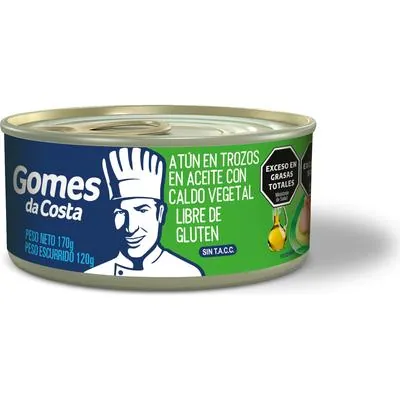 Gomes
da Costa
PESO NETO 170g
PESO ESCURRIDO 120g
ATÚN EN TROZOS
EN ACEITE CON
CALDO VEGETAL
LIBRE DE
GLUTEN
SIN T.A.C.C.
EXCESO EN
GRASAS
TOTALES